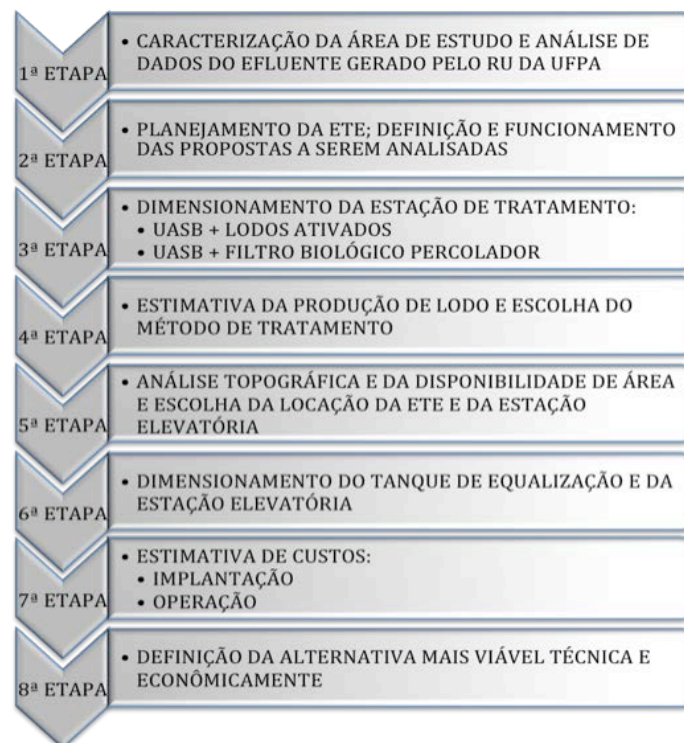 1ª ETAPA
• CARACTERIZAÇÃO DA ÁREA DE ESTUDO E ANÁLISE DE
DADOS DO EFLUENTE GERADO PELO RU DA UFPA
2ª ETAPA
• PLANEJAMENTO DA ETE; DEFINIÇÃO E FUNCIONAMENTO
DAS PROPOSTAS A SEREM ANALISADAS
3ª ETAPA
• DIMENSIONAMENTO DA ESTAÇÃO DE TRATAMENTO:
• UASB + LODOS ATIVADOS
• UASB + FILTRO BIOLÓGICO PERCOLADOR
4ª ETAPA
• ESTIMATIVA DA PRODUÇÃO DE LODO E ESCOLHA DO
MÉTODO DE TRATAMENTO
5ª ETAPA
• ANÁLISE TOPOGRÁFICA E DA DISPONIBILIDADE DE ÁREA
E ESCOLHA DA LOCAÇÃO DA ETE E DA ESTAÇÃO
ELEVATÓRIA
6ª ETAPA
• DIMENSIONAMENTO DO TANQUE DE EQUALIZAÇÃO E DA
ESTAÇÃO ELEVATÓRIA
7ª ETAPA
• ESTIMATIVA DE CUSTOS:
• IMPLANTAÇÃO
• OPERAÇÃO
8ª ETAPA
• DEFINIÇÃO DA ALTERNATIVA MAIS VIÁVEL TÉCNICA E
ECONÔMICAMENTE